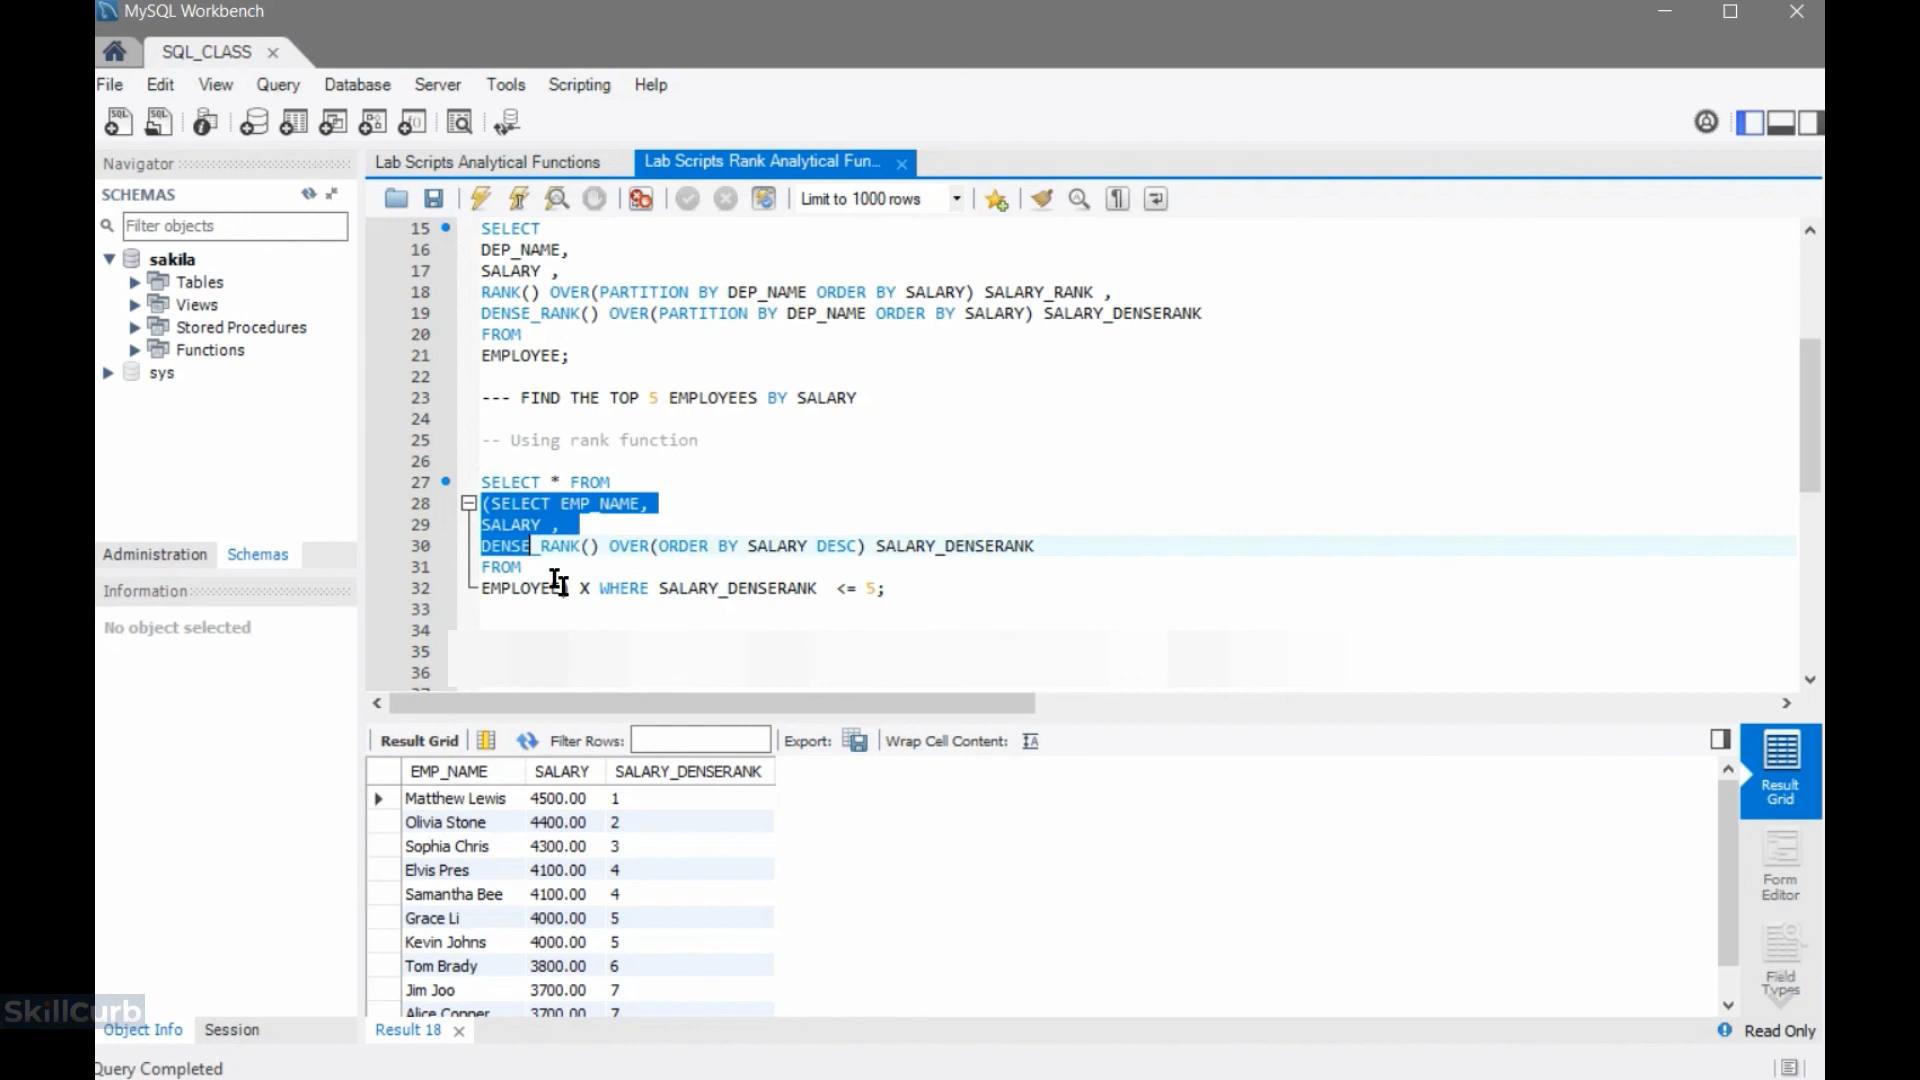 MySQL Workbench
SQL_CLASS
File Edit View Query Database Server Tools Scripting Help
Navigator
Lab Scripts Analytical Functions
Lab Scripts Rank Analytical Fun...
SCHEMAS
Limit to 1000 rows
Filter objects
sakila
Tables
Views
Stored Procedures
Functions
sys
15 SELECT
16 DEP_NAME,
17 SALARY ,
18 RANK() OVER(PARTITION BY DEP_NAME ORDER BY SALARY) SALARY_RANK ,
19 DENSE_RANK() OVER(PARTITION BY DEP_NAME ORDER BY SALARY) SALARY_DENSERANK
20 FROM
21 EMPLOYEE;
22
23 --- FIND THE TOP 5 EMPLOYEES BY SALARY
24
25 -- Using rank function
26
27 SELECT * FROM
28 (SELECT EMP_NAME,
29 SALARY ,
30 DENSE_RANK() OVER(ORDER BY SALARY DESC) SALARY_DENSERANK
31 FROM
32 EMPLOYEE) X WHERE SALARY_DENSERANK <= 5;
33
34
35
36
Administration Schemas
Information
No object selected
Result Grid Filter Rows: Export: Wrap Cell Content:
EMP_NAME SALARY SALARY_DENSERANK
Matthew Lewis 4500.00 1
Olivia Stone 4400.00 2
Sophia Chris 4300.00 3
Elvis Pres 4100.00 4
Samantha Bee 4100.00 4
Grace Li 4000.00 5
Kevin Johns 4000.00 5
Tom Brady 3800.00 6
Jim Joo 3700.00 7
Alice Cooper 3700.00 7
Result
Grid
Form
Editor
Field
Types
SkillCurb
Object Info Session
Result 18
Read Only
Query Completed